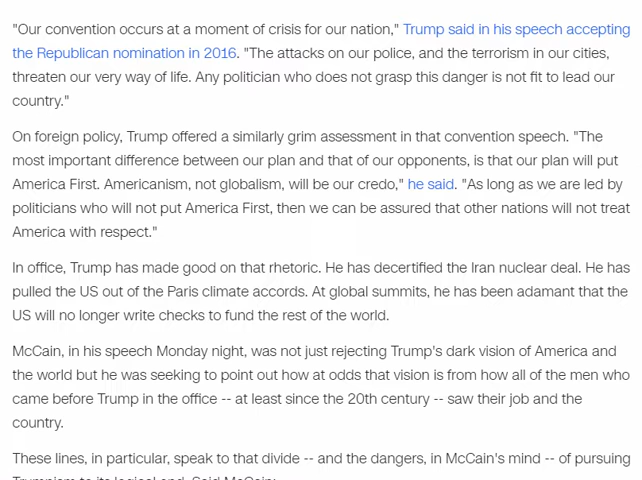 "Our convention occurs at a moment of crisis for our nation," Trump said in his speech accepting
the Republican nomination in 2016. "The attacks on our police, and the terrorism in our cities,
threaten our very way of life. Any politician who does not grasp this danger is not fit to lead our
country."
On foreign policy, Trump offered a similarly grim assessment in that convention speech. "The
most important difference between our plan and that of our opponents, is that our plan will put
America First. Americanism, not globalism, will be our credo," he said. "As long as we are led by
politicians who will not put America First, then we can be assured that other nations will not treat
America with respect."
In office, Trump has made good on that rhetoric. He has decertified the Iran nuclear deal. He has
pulled the US out of the Paris climate accords. At global summits, he has been adamant that the
US will no longer write checks to fund the rest of the world.
McCain, in his speech Monday night, was not just rejecting Trump's dark vision of America and
the world but he was seeking to point out how at odds that vision is from how all of the men who
came before Trump in the office -- at least since the 20th century -- saw their job and the
country.
These lines, in particular, speak to that divide -- and the dangers, in McCain's mind -- of pursuing